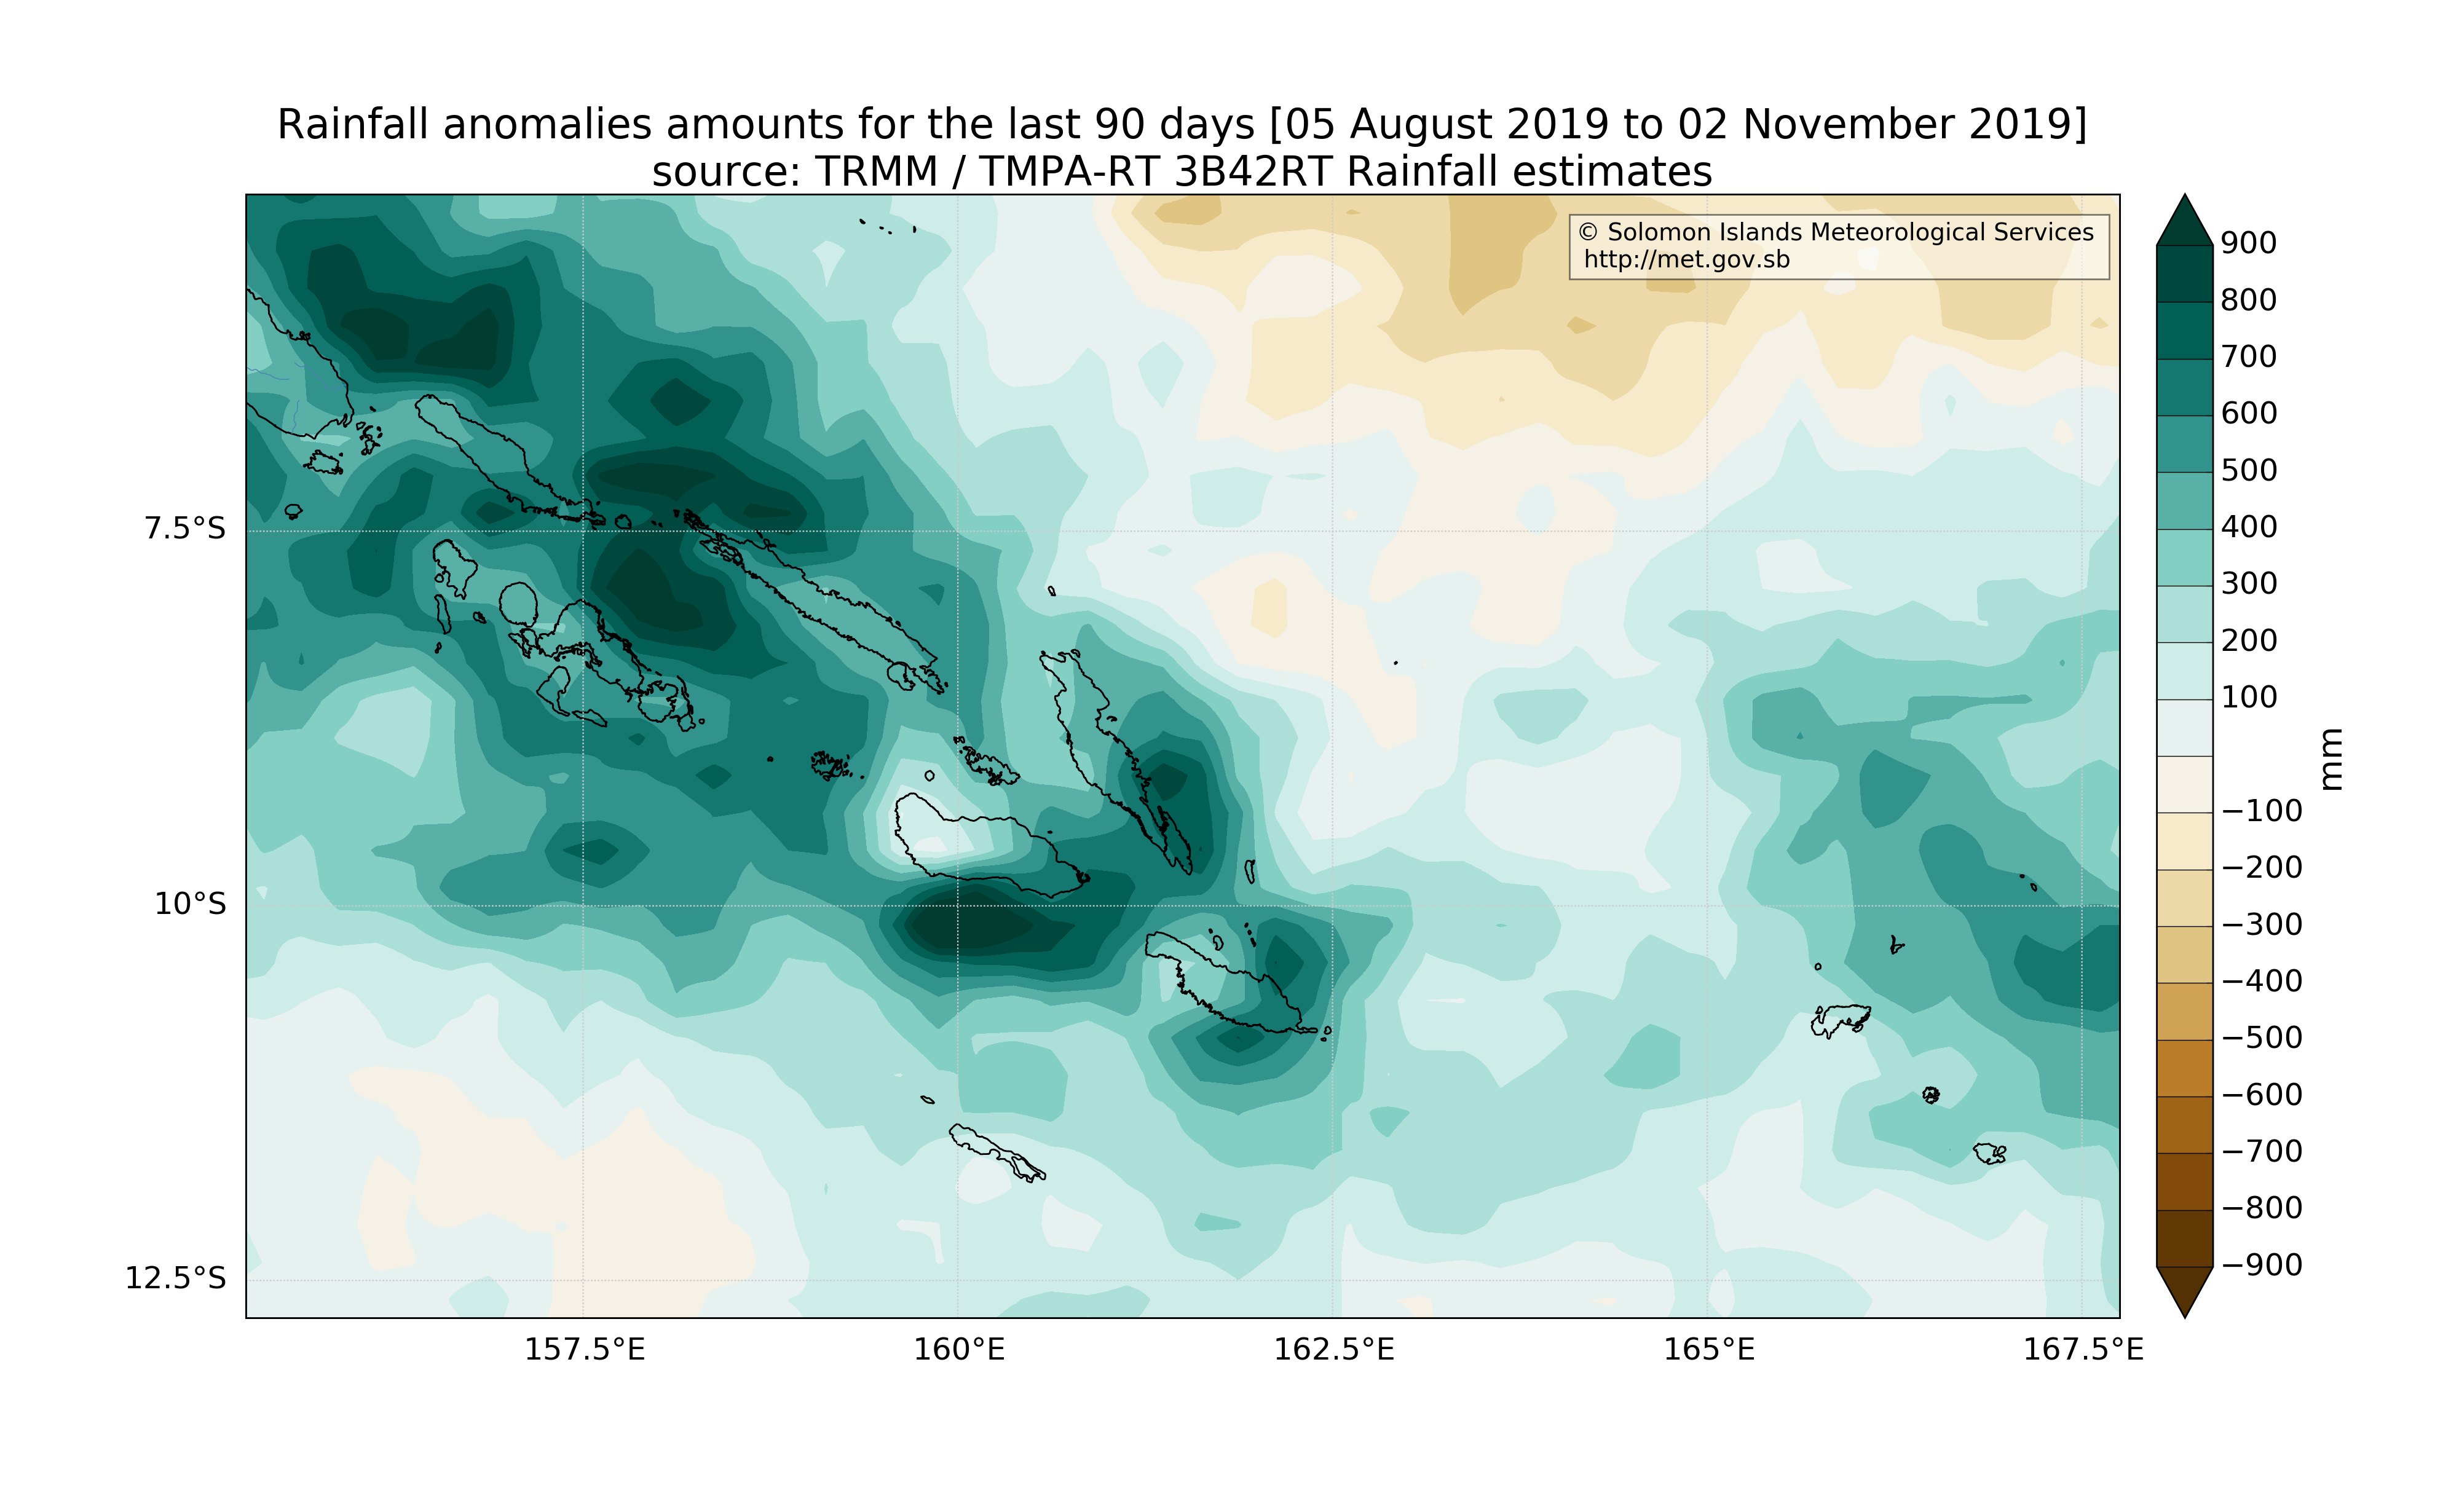 Rainfall anomalies amounts for the last 90 days [05 August 2019 to 02 November 2019]
source: TRMM / TMPA-RT 3B42RT Rainfall estimates
© Solomon Islands Meteorological Services
http://met.gov.sb
7.5°S
10°S
12.5°S
157.5°E
160°E
162.5°E
165°E
167.5°E
900
800
700
600
500
400
300
200
100
−100
−200
−300
−400
−500
−600
−700
−800
−900
mm